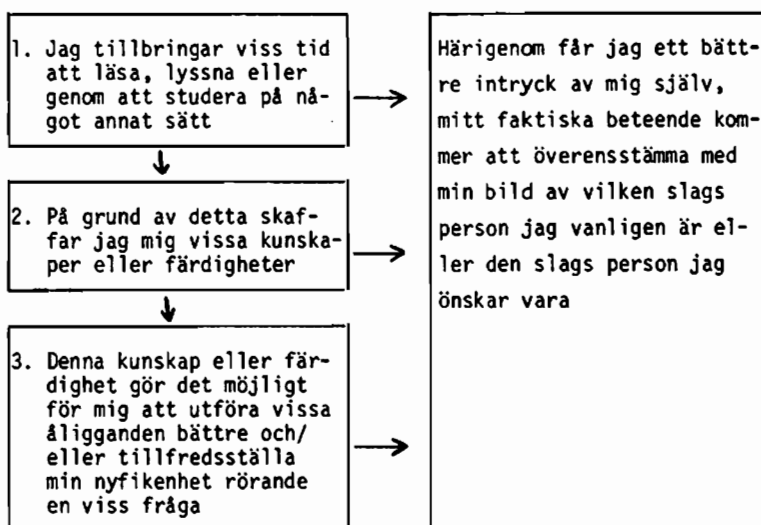 1. Jag tillbringar viss tid
att läsa, lyssna eller
genom att studera på nå-
got annat sätt
2. På grund av detta skaf-
far jag mig vissa kunska-
per eller färdigheter
3. Denna kunskap eller fär-
dighet gör det möjligt
för mig att utföra vissa
åligganden bättre och/
eller tillfredsställa
min nyfikenhet rörande
en viss fråga
Härigenom får jag ett bätt-
re intryck av mig själv,
mitt faktiska beteende kom-
mer att överensstämma med
min bild av vilken slags
person jag vanligen är el-
ler den slags person jag
önskar vara